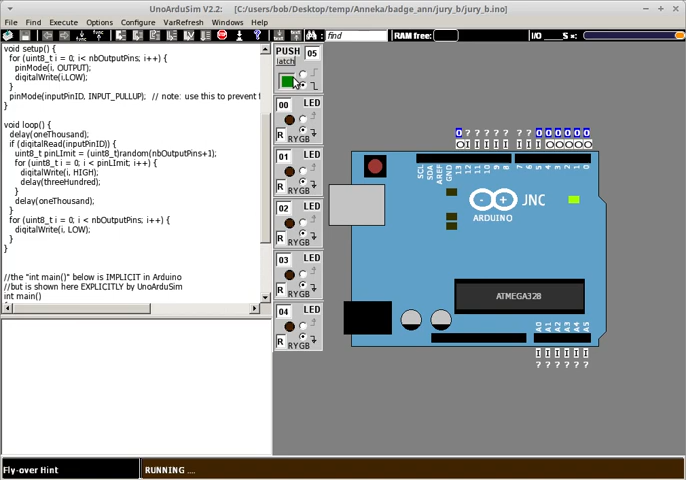 UnoArduSim V2.2: [C:/users/bob/Desktop/temp/Anneka/badge_ann/jury_b/jury_b.ino]
File Find Execute Options Configure VarRefresh Windows Help
find
RAM free:
I/O S x:
void setup() {
for (uint8_t i = 0; i< nbOutputPins; i++) {
pinMode(i, OUTPUT);
digitalWrite(i,LOW);
}
pinMode(inputPinID, INPUT_PULLUP); // note: use this to prevent f
}
void loop() {
delay(oneThousand);
if (digitalRead(inputPinID)) {
uint8_t pinLImit = (uint8_t)random(nbOutputPins+1);
for (uint8_t i = 0; i < pinLimit; i++) {
digitalWrite(i, HIGH);
delay(threeHundred);
}
delay(oneThousand);
for (uint8_t i = 0; i < nbOutputPins; i++) {
digitalWrite(i, LOW);
}
}
//the "int main()" below is IMPLICIT in Arduino
//but is shown here EXPLICITLY by UnoArduSim
int main()
PUSH 05
latch
00 LED
R RYGB
01 LED
R RYGB
02 LED
R RYGB
03 LED
R RYGB
04 LED
R RYGB
0 ? ? ? ? ? ? ? 0 0 0 0 0 0
SCL SDA AREF GND 13 12 11 10 9 8 7 6 5 4 3 2 1 0
JNC
ARDUINO
ATMEGA328
A0 A1 A2 A3 A4 A5
I I I I I I
? ? ? ? ? ?
Fly-over Hint
RUNNING ....